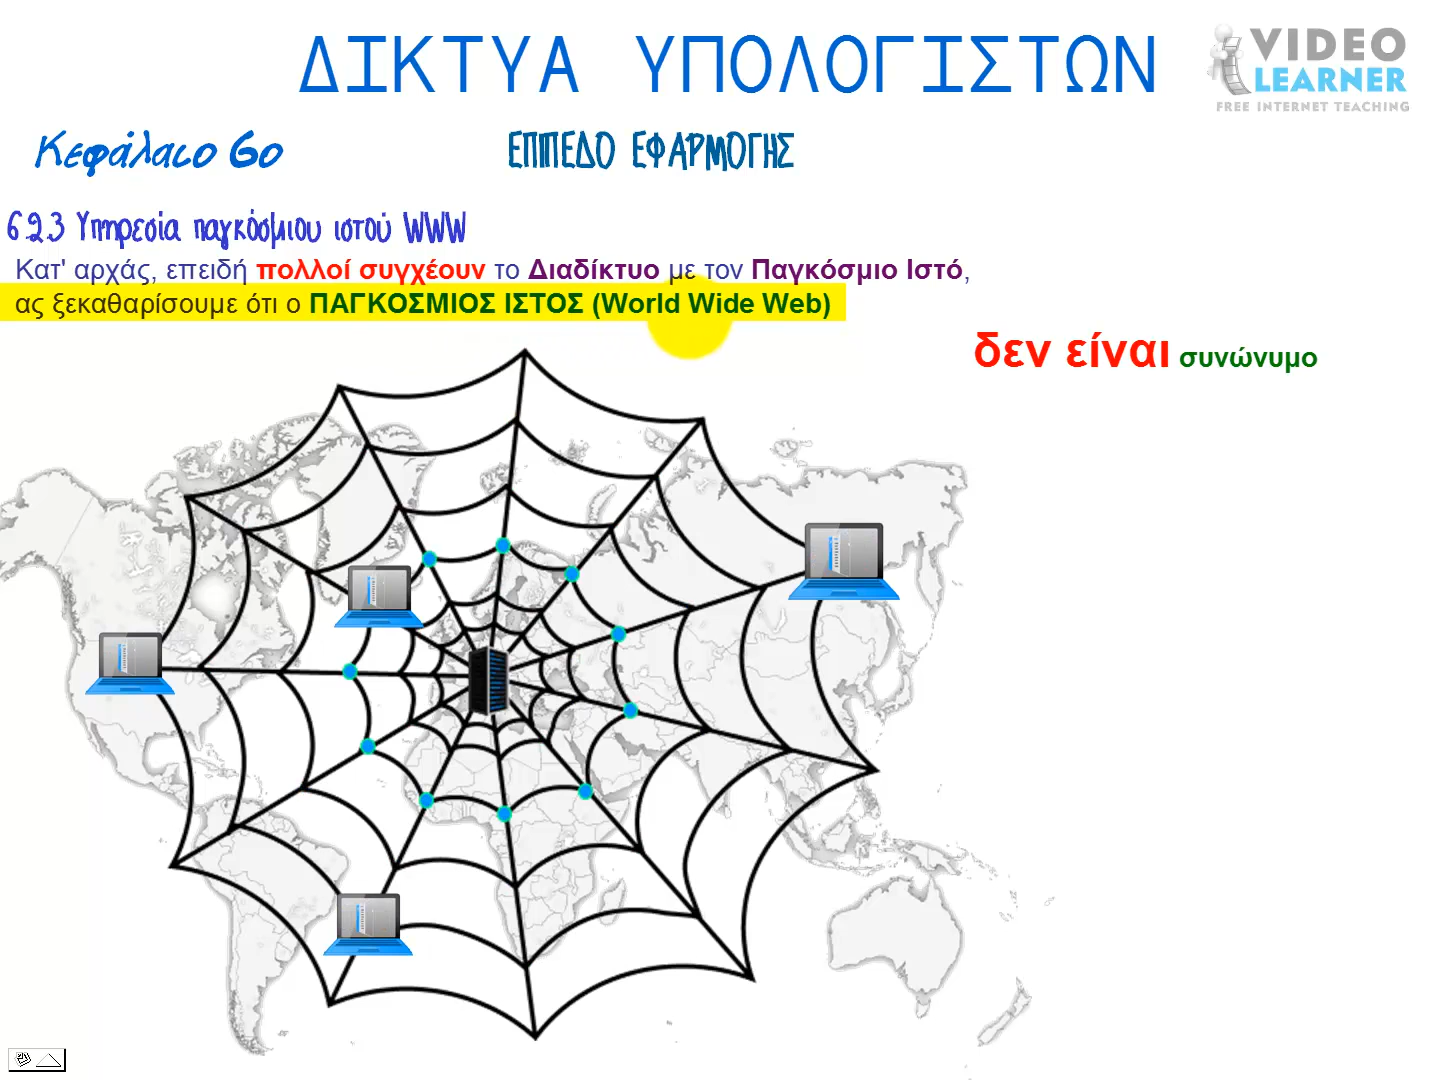 ΔΙΚΤΥΑ ΥΠΟΛΟΓΙΣΤΩΝ
VIDEO
LEARNER
FREE INTERNET TEACHING
Κεφάλαιο 6ο
ΕΠΙΠΕΔΟ ΕΦΑΡΜΟΓΗΣ
6.2.3 Υπηρεσία παγκόσμιου ιστού WWW
Κατ' αρχάς, επειδή πολλοί συγχέουν το Διαδίκτυο με τον Παγκόσμιο Ιστό,
ας ξεκαθαρίσουμε ότι ο ΠΑΓΚΟΣΜΙΟΣ ΙΣΤΟΣ (World Wide Web)
δεν είναι συνώνυμο